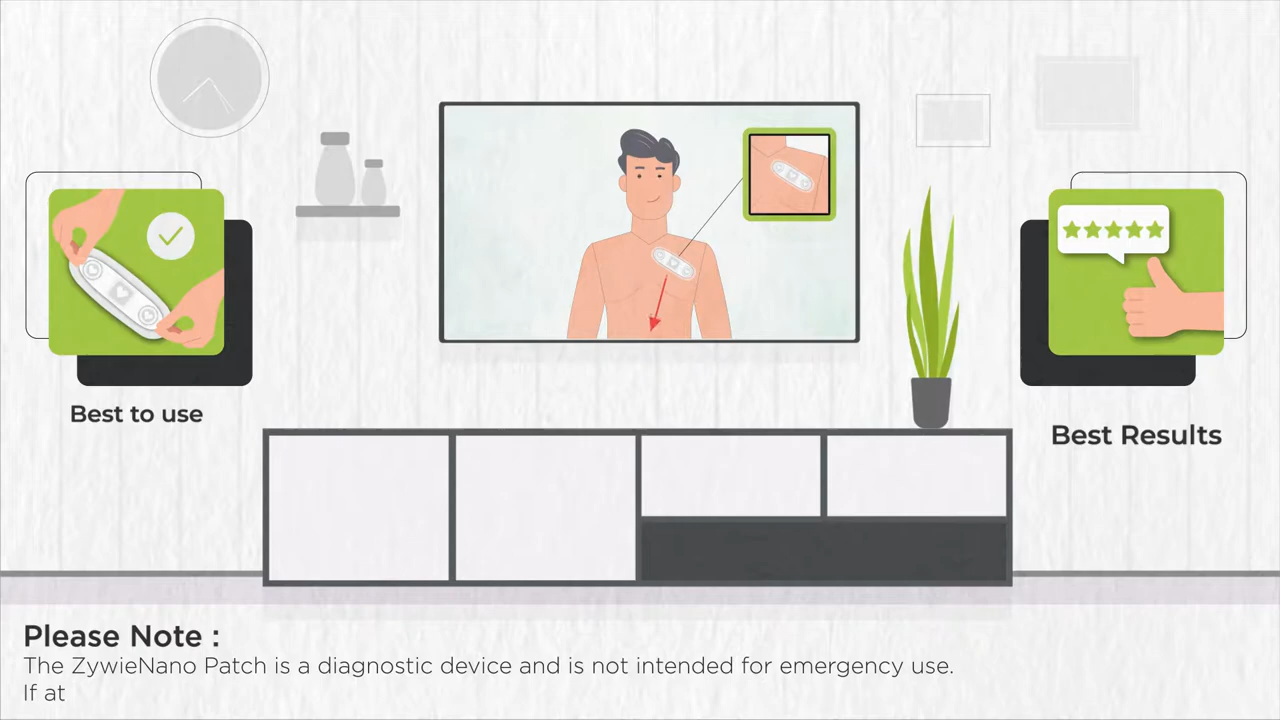 Best to use
Best Results
Please Note :
The ZywieNano Patch is a diagnostic device and is not intended for emergency use.
If at